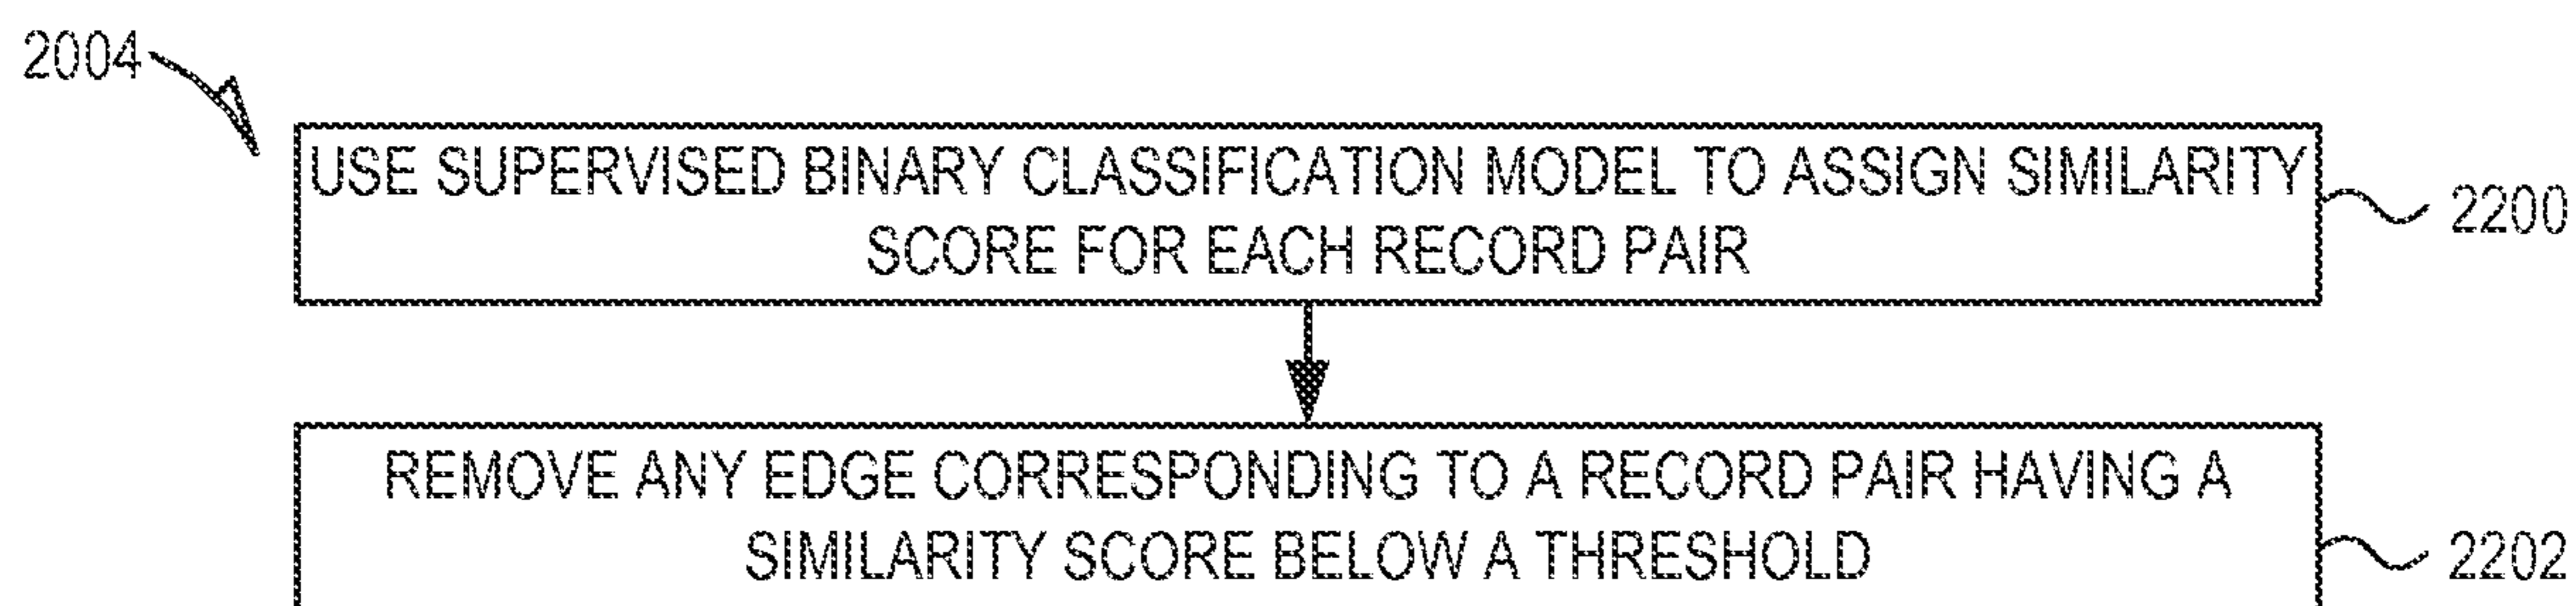 2004
USE SUPERVISED BINARY CLASSIFICATION MODEL TO ASSIGN SIMILARITY
SCORE FOR EACH RECORD PAIR
2200
REMOVE ANY EDGE CORRESPONDING TO A RECORD PAIR HAVING A
SIMILARITY SCORE BELOW A THRESHOLD
2202